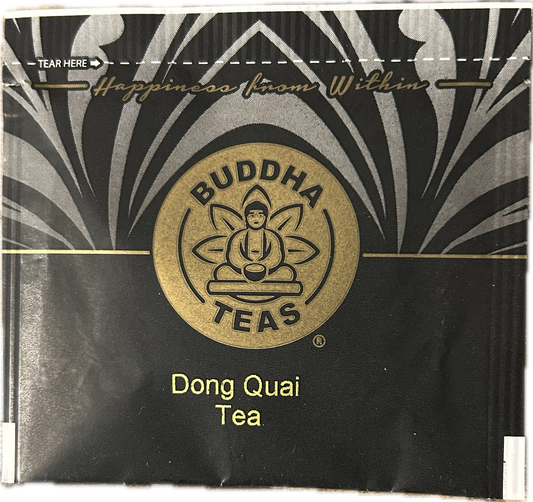 TEAR HERE
Happiness from Within
BUDDHA
TEAS
®
Dong Quai
Tea